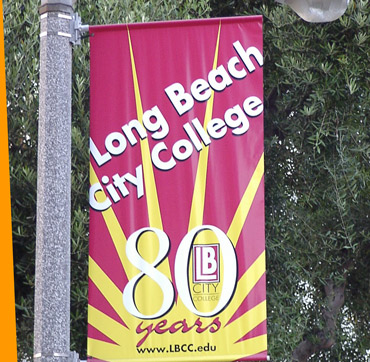 Long Beach
City College
80
LB
CITY
COLLEGE
years
www.LBCC.edu